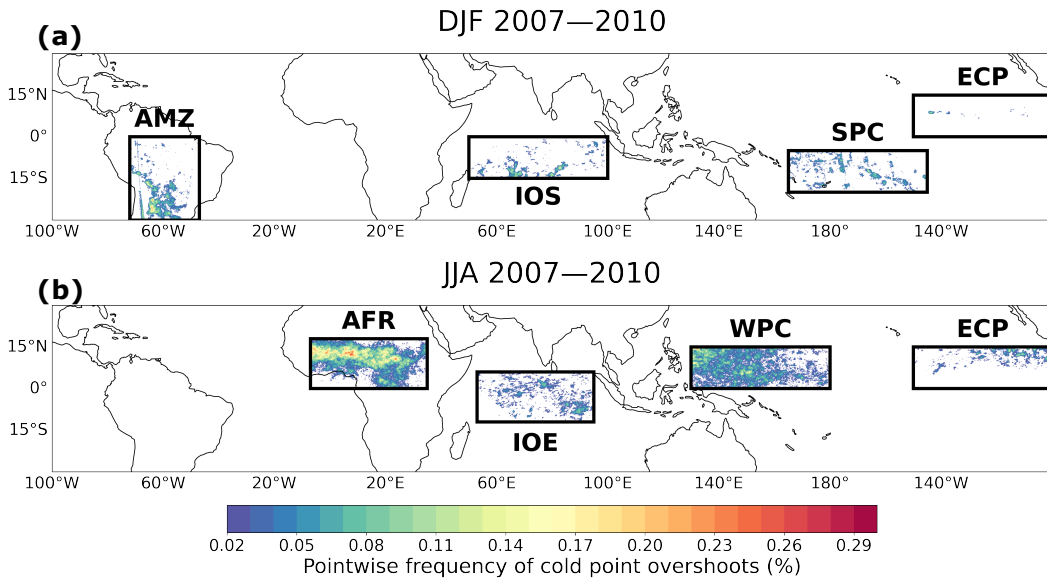 DJF 2007—2010
(a)
15°N
0°
15°S
AMZ
IOS
SPC
ECP
100°W 60°W 20°W 20°E 60°E 100°E 140°E 180° 140°W
JJA 2007—2010
(b)
15°N
0°
15°S
AFR
IOE
WPC
ECP
100°W 60°W 20°W 20°E 60°E 100°E 140°E 180° 140°W
0.02 0.05 0.08 0.11 0.14 0.17 0.20 0.23 0.26 0.29
Pointwise frequency of cold point overshoots (%)